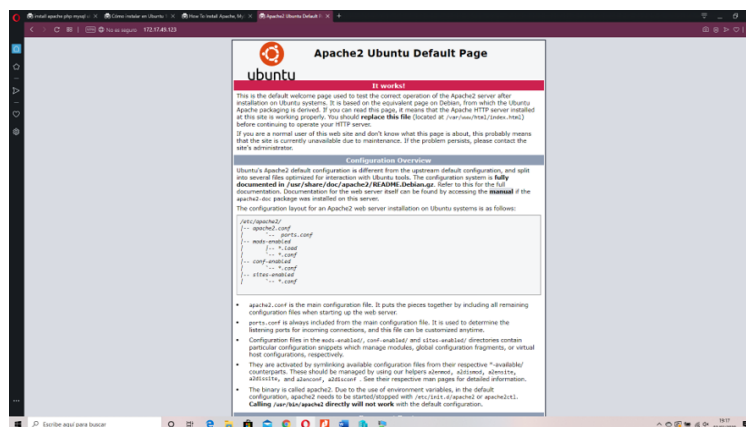 install apache php mysql u
Cómo instalar en Ubuntu 1
How To Install Apache, My
Apache2 Ubuntu Default P
No es seguro 172.17.49.123
Apache2 Ubuntu Default Page
ubuntu
It works!
This is the default welcome page used to test the correct operation of the Apache2 server after
installation on Ubuntu systems. It is based on the equivalent page on Debian, from which the Ubuntu
Apache packaging is derived. If you can read this page, it means that the Apache HTTP server installed
at this site is working properly. You should replace this file (located at /var/www/html/index.html)
before continuing to operate your HTTP server.
If you are a normal user of this web site and don't know what this page is about, this probably means
that the site is currently unavailable due to maintenance. If the problem persists, please contact the
site's administrator.
Configuration Overview
Ubuntu's Apache2 default configuration is different from the upstream default configuration, and split
into several files optimized for interaction with Ubuntu tools. The configuration system is fully
documented in /usr/share/doc/apache2/README.Debian.gz. Refer to this for the full
documentation. Documentation for the web server itself can be found by accessing the manual if the
apache2-doc package was installed on this server.
The configuration layout for an Apache2 web server installation on Ubuntu systems is as follows:
/etc/apache2/
|-- apache2.conf
|   `-- ports.conf
|-- mods-enabled
|   |-- *.load
|   `-- *.conf
|-- conf-enabled
|   `-- *.conf
|-- sites-enabled
|   `-- *.conf
• apache2.conf is the main configuration file. It puts the pieces together by including all remaining
configuration files when starting up the web server.
• ports.conf is always included from the main configuration file. It is used to determine the
listening ports for incoming connections, and this file can be customized anytime.
• Configuration files in the mods-enabled/, conf-enabled/ and sites-enabled/ directories contain
particular configuration snippets which manage modules, global configuration fragments, or virtual
host configurations, respectively.
• They are activated by symlinking available configuration files from their respective *-available/
counterparts. These should be managed by using our helpers a2enmod, a2dismod, a2ensite,
a2dissite, and a2enconf, a2disconf . See their respective man pages for detailed information.
• The binary is called apache2. Due to the use of environment variables, in the default
configuration, apache2 needs to be started/stopped with /etc/init.d/apache2 or apache2ctl.
Calling /usr/bin/apache2 directly will not work with the default configuration.
Escribe aquí para buscar